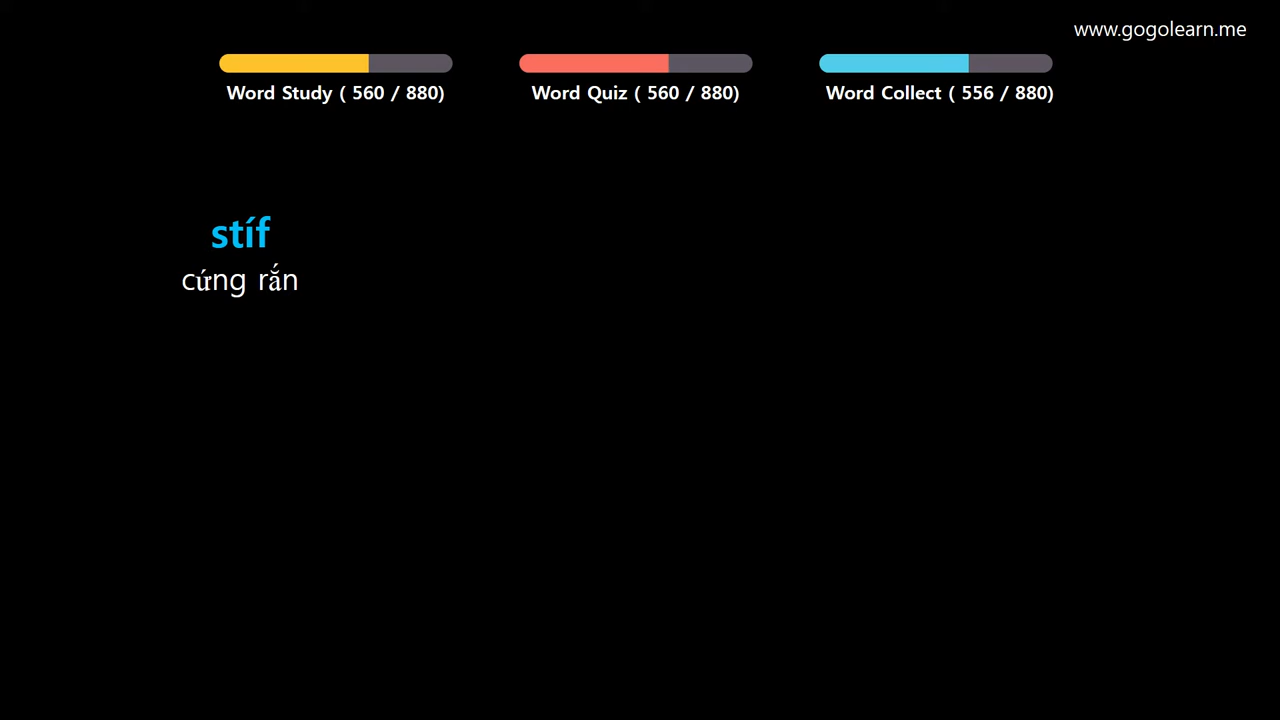 www.gogolearn.me
Word Study ( 560 / 880)
Word Quiz ( 560 / 880)
Word Collect ( 556 / 880)
stíf
cứng rắn